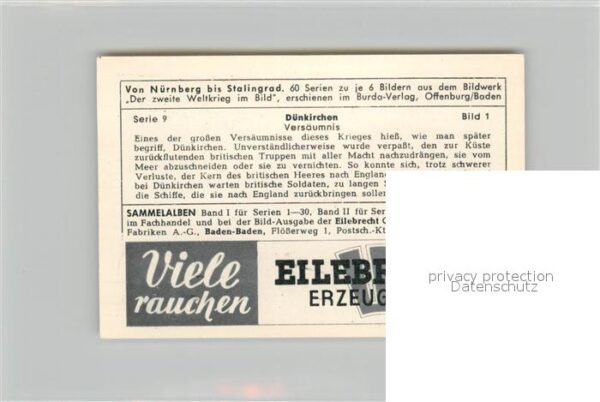 Von Nürnberg bis Stalingrad. 60 Serien zu je 6 Bildern aus dem Bildwerk
„Der zweite Weltkrieg im Bild", erschienen im Burda-Verlag, Offenburg/Baden
Serie 9 Dünkirchen Bild 1
Versäumnis
Eines der großen Versäumnisse dieses Krieges hieß, wie man später
begriff, Dünkirchen. Unverständlicherweise wurde verpaßt, den zur Küste
zurückflutenden britischen Truppen mit aller Macht nachzudrängen, sie vom
Meer abzuschneiden oder sie zu vernichten. So konnte sich, trotz schwerer
Verluste, der Kern des britischen Heeres nach England
bei Dünkirchen warten britische Soldaten, zu langen
die Schiffe, die sie nach England zurückbringen
SAMMELALBEN Band I für Serien 1—30, Band II für
im Fachhandel und bei der Bild-Ausgabe der Eilebrecht
Fabriken A.-G., Baden-Baden, Flößerweg 1,
Viele
rauchen
privacy protection
Datenschutz